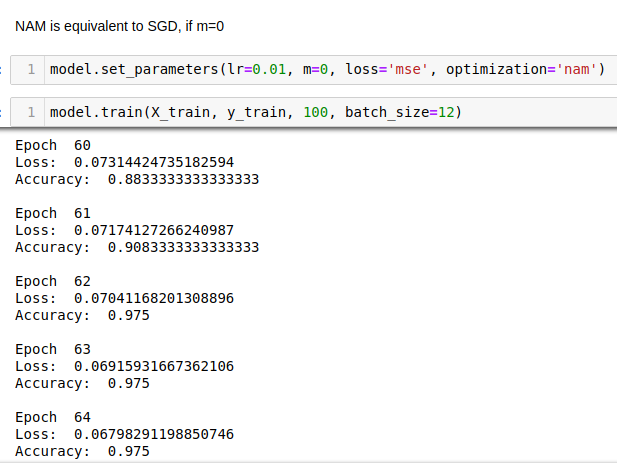 NAM is equivalent to SGD, if m=0
1 model.set_parameters(lr=0.01, m=0, loss='mse', optimization='nam')
1 model.train(X_train, y_train, 100, batch_size=12)
Epoch  60
Loss:  0.07314424735182594
Accuracy:  0.8833333333333333
Epoch  61
Loss:  0.07174127266240987
Accuracy:  0.9083333333333333
Epoch  62
Loss:  0.07041168201308896
Accuracy:  0.975
Epoch  63
Loss:  0.06915931667362106
Accuracy:  0.975
Epoch  64
Loss:  0.06798291198850746
Accuracy:  0.975